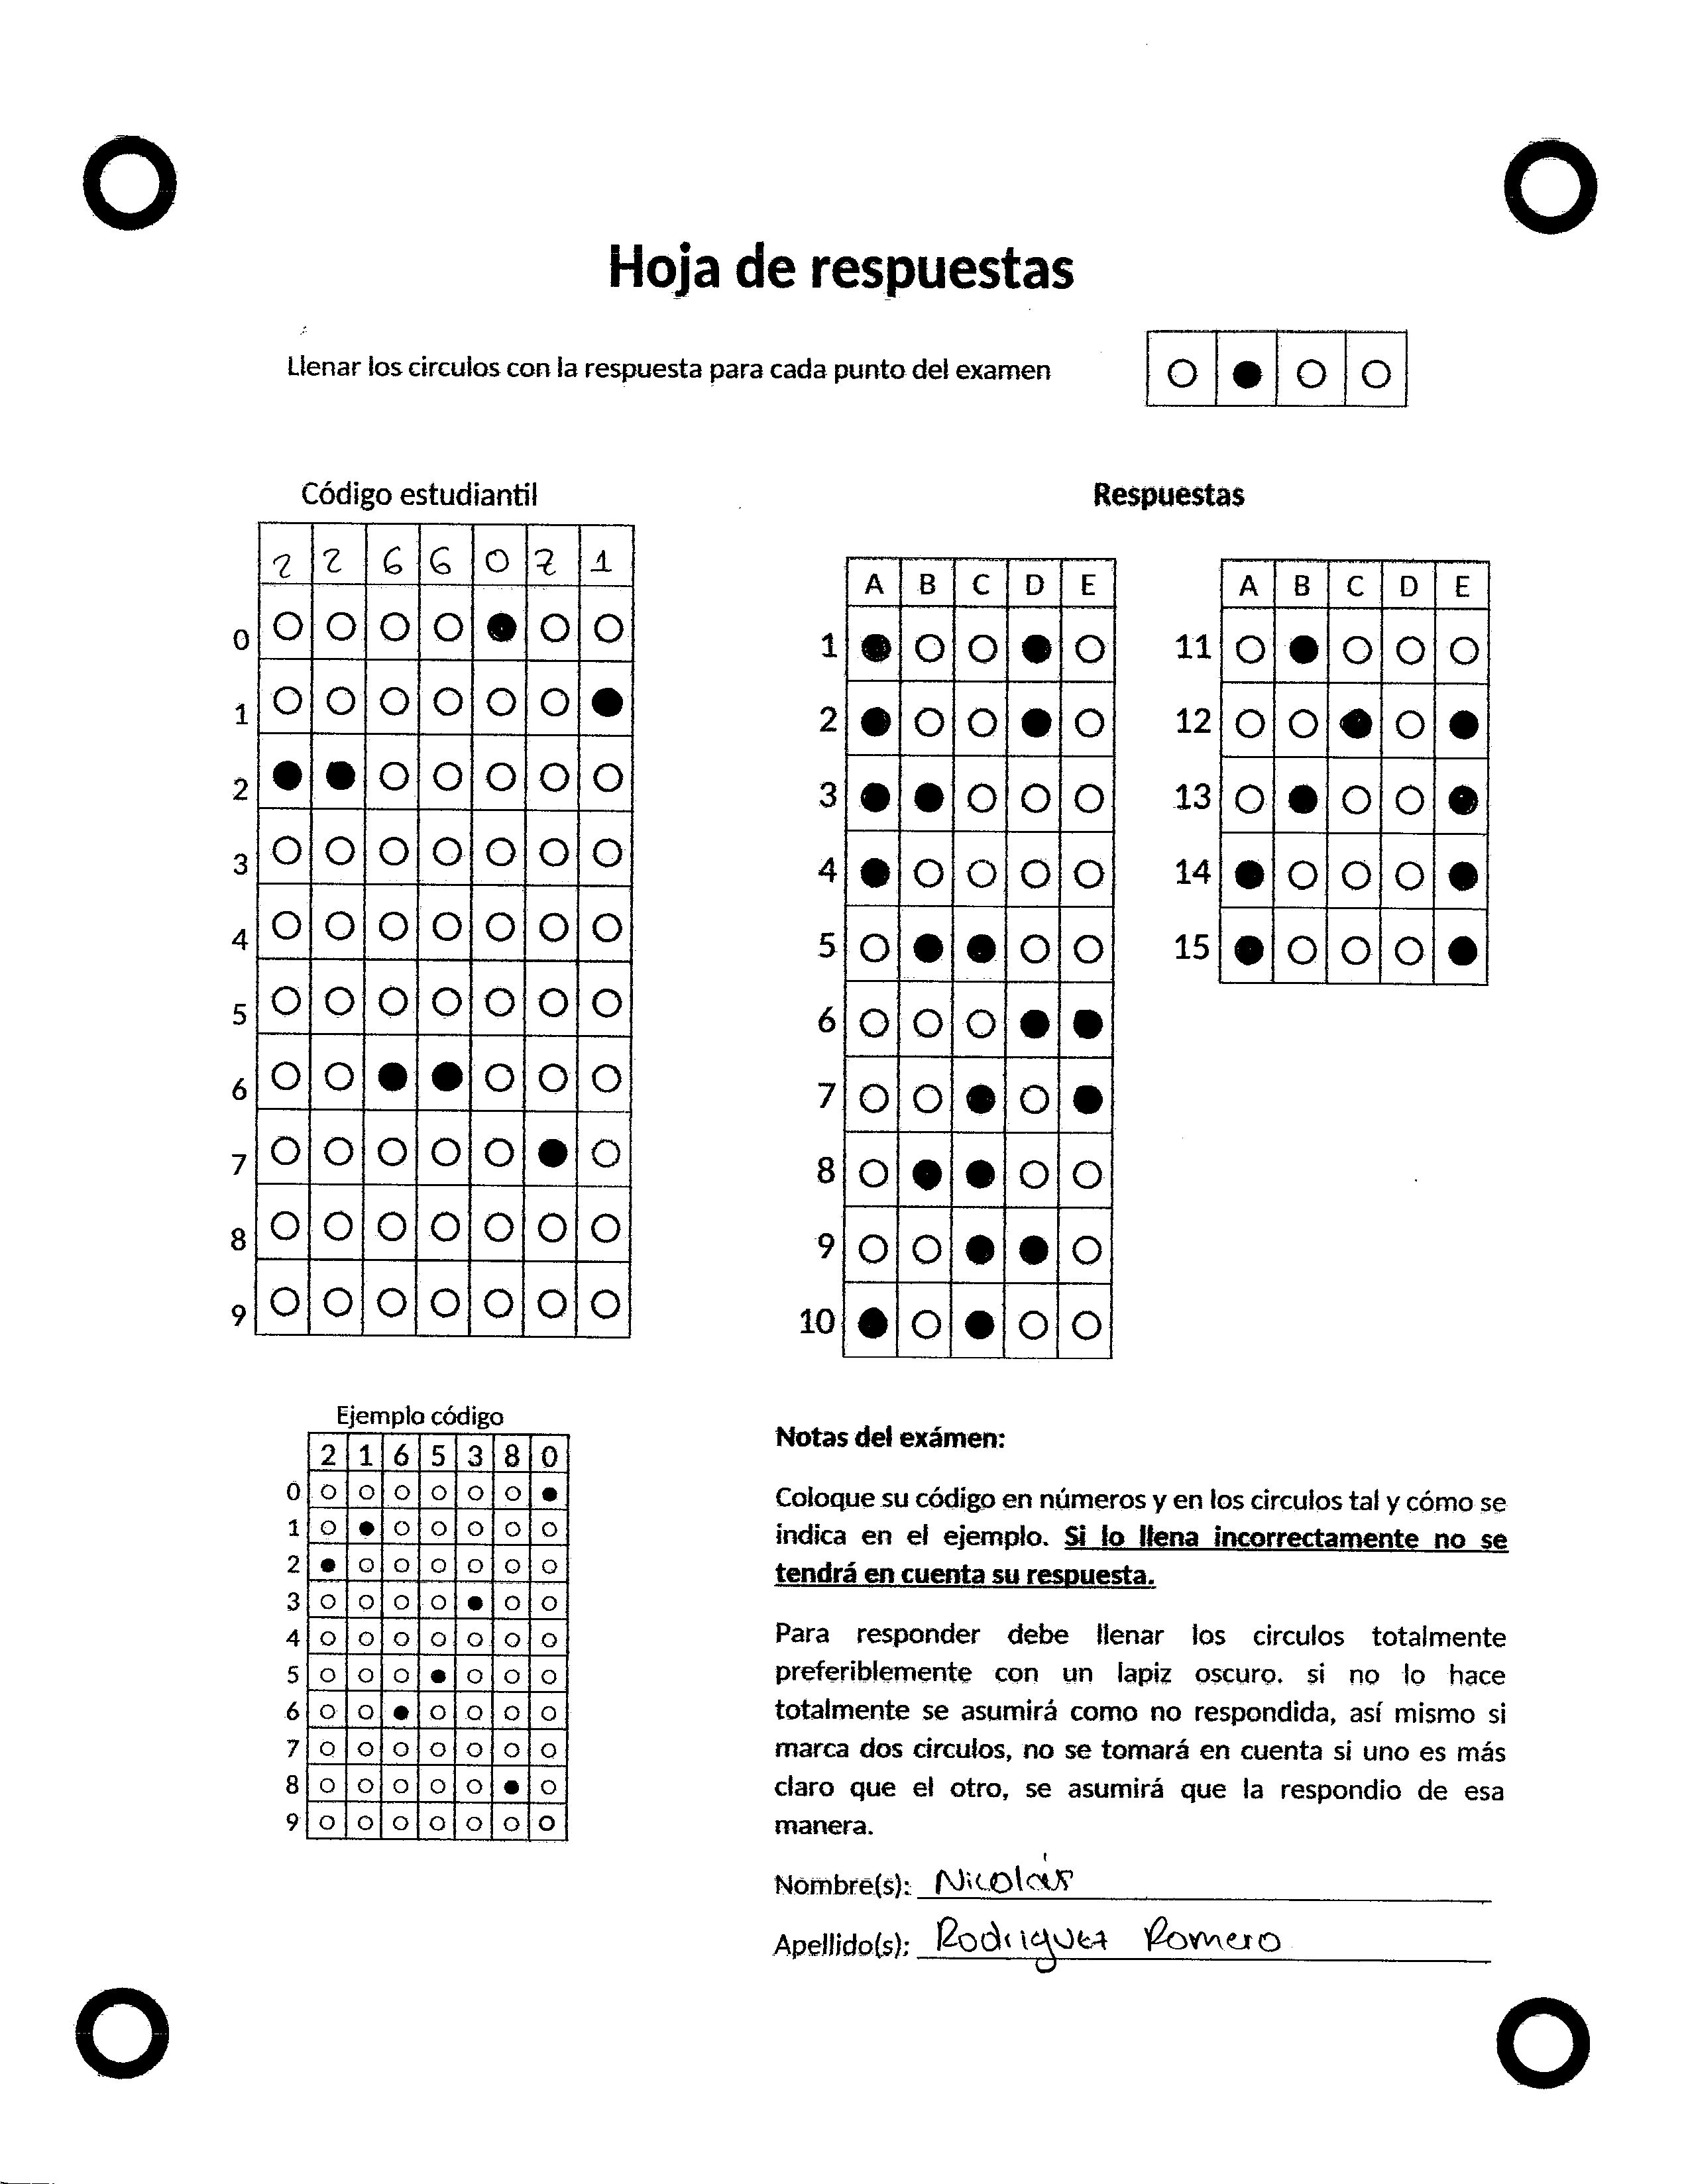 Hoja de respuestas
Llenar los circulos con la respuesta para cada punto del examen
Código estudiantil
2 2 6 6 0 7 1
0
1
2
3
4
5
6
7
8
9
Respuestas
A B C D E
1
2
3
4
5
6
7
8
9
10
A B C D E
11
12
13
14
15
Ejemplo código
2 1 6 5 3 8 0
0
1
2
3
4
5
6
7
8
9
Notas del exámen:
Coloque su código en números y en los circulos tal y cómo se
indica en el ejemplo. Si lo llena incorrectamente no se
tendrá en cuenta su respuesta.
Para responder debe llenar los circulos totalmente
preferiblemente con un lapiz oscuro. si no lo hace
totalmente se asumirá como no respondida, así mismo si
marca dos circulos, no se tomará en cuenta si uno es más
claro que el otro, se asumirá que la respondio de esa
manera.
Nombre(s): Nicolás
Apellido(s): Rodriguez Romero